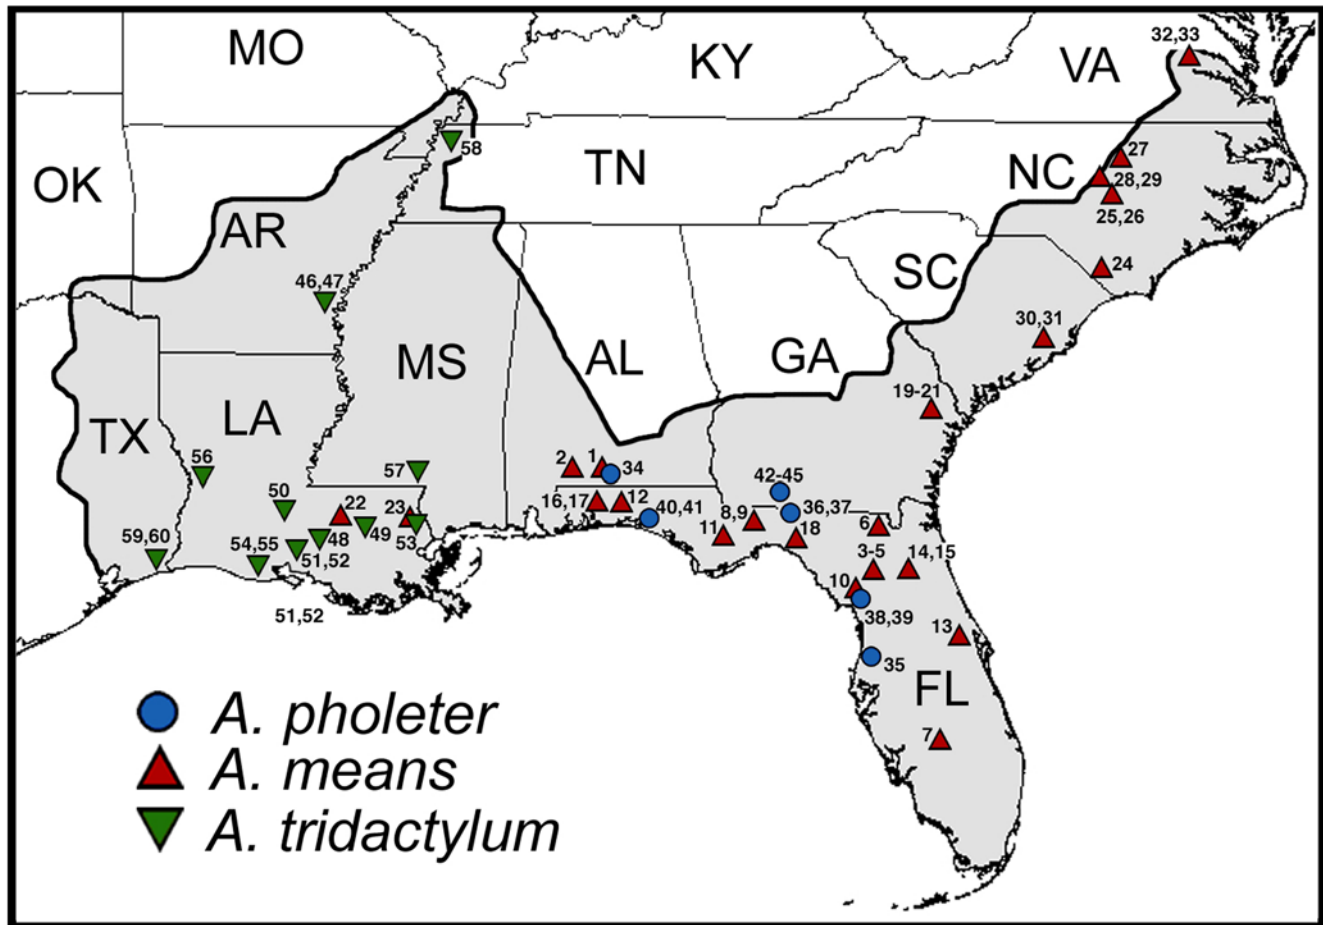 MO
KY
VA
32,33
OK
58
TN
NC
27
28,29
25,26
AR
SC
24
46,47
30,31
MS
AL
GA
19-21
TX
LA
56
57
2
1
34
42-45
50
22
23
16,17
12
40,41
8,9
36,37
11
18
6
49
48
53
59,60
54,55
51,52
3-5
14,15
10
51,52
38,39
13
35
FL
7
A. pholeter
A. means
A. tridactylum